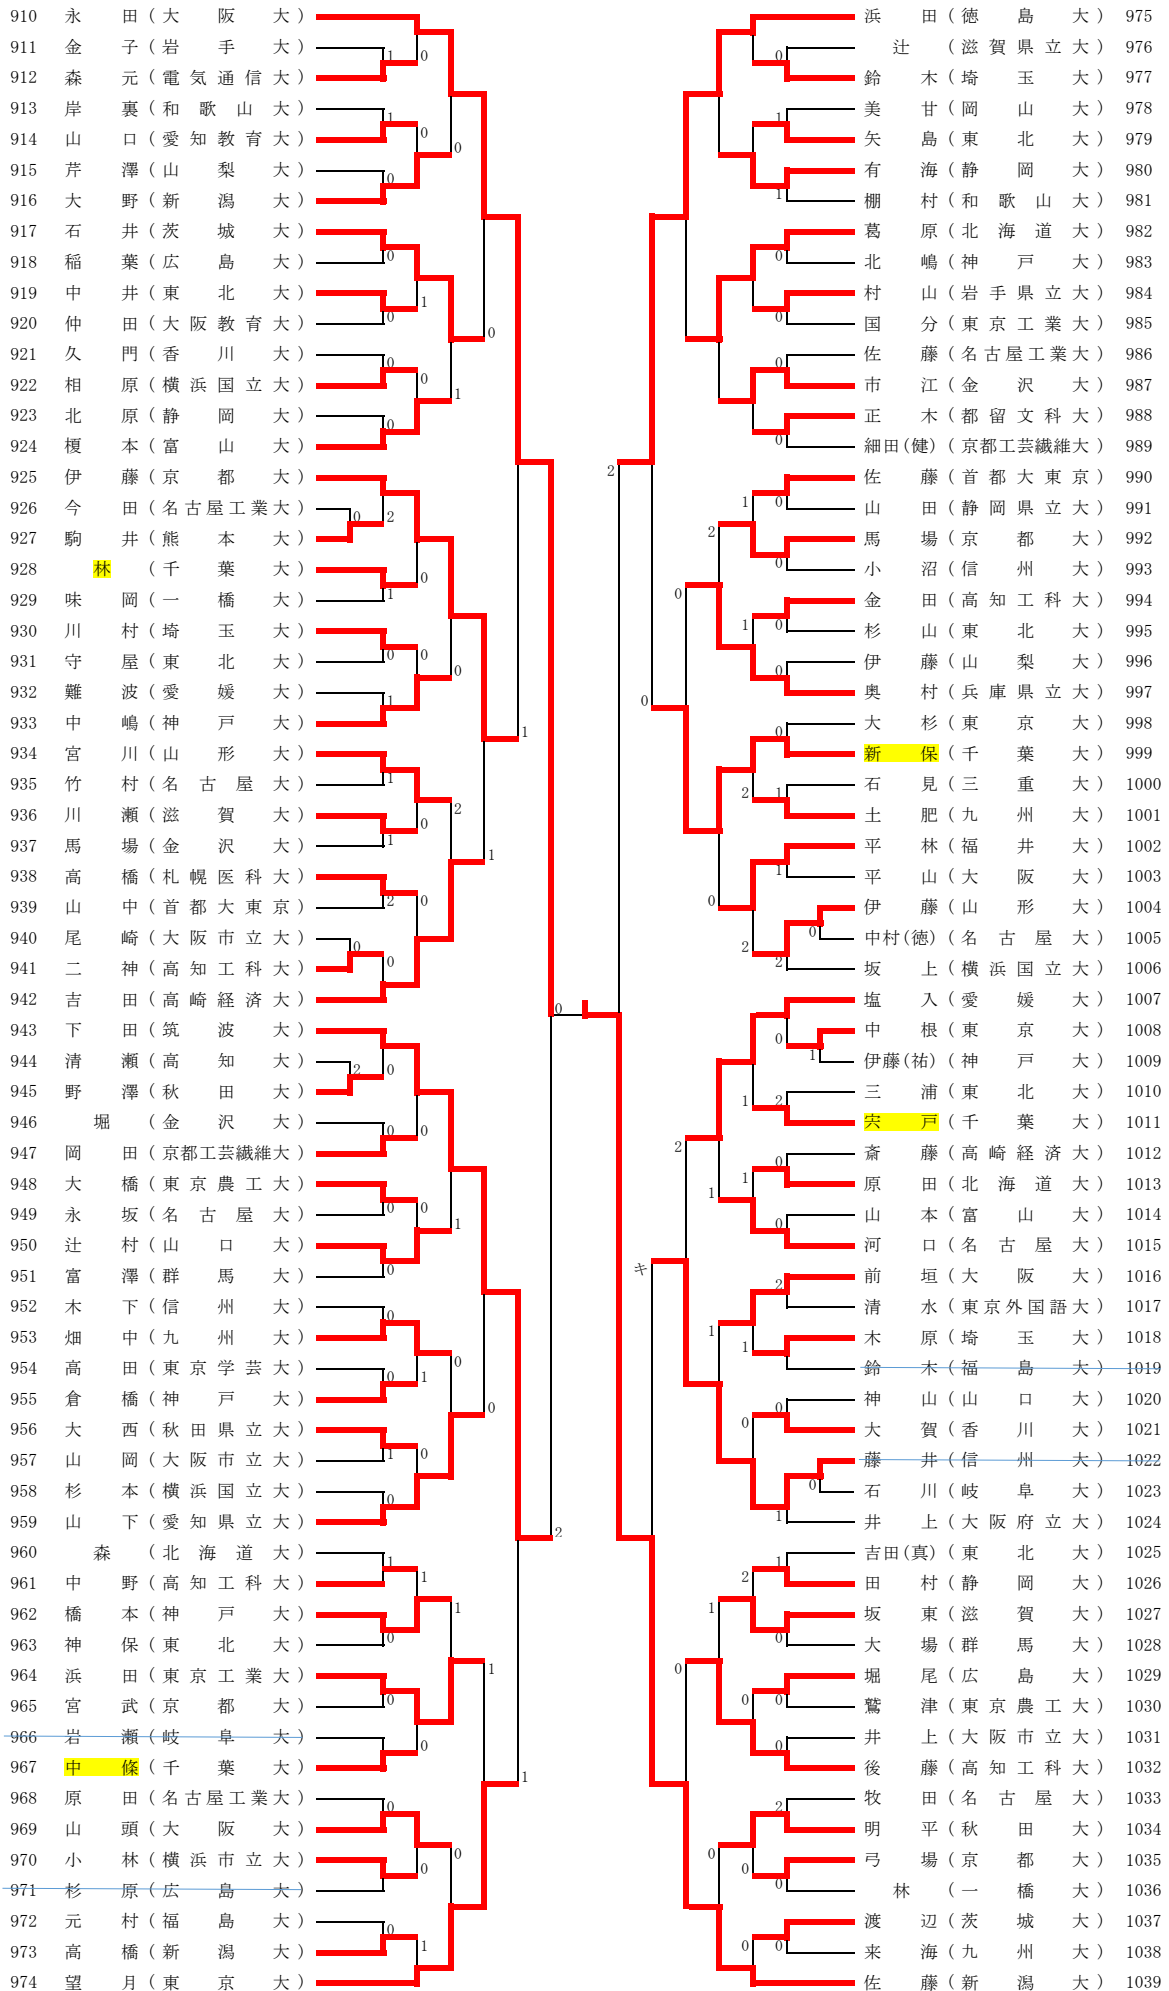 910 永田(大阪大)
911 金子(岩手大)
912 森元(電気通信大)
913 岸裏(和歌山大)
914 山口(愛知教育大)
915 芹澤(山梨大)
916 大野(新潟大)
917 石井(茨城大)
918 稲葉(広島大)
919 中井(東北大)
920 仲田(大阪教育大)
921 久門(香川大)
922 相原(横浜国立大)
923 北原(静岡大)
924 榎本(富山大)
925 伊藤(京都大)
926 今田(名古屋工業大)
927 駒井(熊本大)
928 林(千葉大)
929 味岡(一橋大)
930 川村(埼玉大)
931 守屋(東北大)
932 難波(愛媛大)
933 中嶋(神戸大)
934 宮川(山形大)
935 竹村(名古屋大)
936 川瀬(滋賀大)
937 馬場(金沢大)
938 高橋(札幌医科大)
939 山中(首都大東京)
940 尾崎(大阪市立大)
941 二神(高知工科大)
942 吉田(高崎経済大)
943 下田(筑波大)
944 清瀬(高知大)
945 野澤(秋田大)
946 堀(金沢大)
947 岡田(京都工芸繊維大)
948 大橋(東京農工大)
949 永坂(名古屋大)
950 辻村(山口大)
951 富澤(群馬大)
952 木下(信州大)
953 畑中(九州大)
954 高田(東京学芸大)
955 倉橋(神戸大)
956 大西(秋田県立大)
957 山岡(大阪市立大)
958 杉本(横浜国立大)
959 山下(愛知県立大)
960 森(北海道大)
961 中野(高知工科大)
962 橋本(神戸大)
963 神保(東北大)
964 浜田(東京工業大)
965 宮武(京都大)
966 岩瀬(岐阜大)
967 中條(千葉大)
968 原田(名古屋工業大)
969 山頭(大阪大)
970 小林(横浜市立大)
971 杉原(広島大)
972 元村(福島大)
973 高橋(新潟大)
974 望月(東京大)
浜田(徳島大) 975
辻(滋賀県立大) 976
鈴木(埼玉大) 977
美甘(岡山大) 978
矢島(東北大) 979
有海(静岡大) 980
棚村(和歌山大) 981
葛原(北海道大) 982
北嶋(神戸大) 983
村山(岩手県立大) 984
国分(東京工業大) 985
佐藤(名古屋工業大) 986
市江(金沢大) 987
正木(都留文科大) 988
細田(健)(京都工芸繊維大) 989
佐藤(首都大東京) 990
山田(静岡県立大) 991
馬場(京都大) 992
小沼(信州大) 993
金田(高知工科大) 994
杉山(東北大) 995
伊藤(山梨大) 996
奥村(兵庫県立大) 997
大杉(東京大) 998
新保(千葉大) 999
石見(三重大) 1000
土肥(九州大) 1001
平林(福井大) 1002
平山(大阪大) 1003
伊藤(山形大) 1004
中村(徳)(名古屋大) 1005
坂上(横浜国立大) 1006
塩入(愛媛大) 1007
中根(東京大) 1008
伊藤(祐)(神戸大) 1009
三浦(東北大) 1010
宍戸(千葉大) 1011
斎藤(高崎経済大) 1012
原田(北海道大) 1013
山本(富山大) 1014
河口(名古屋大) 1015
前垣(大阪大) 1016
清水(東京外国語大) 1017
木原(埼玉大) 1018
鈴木(福島大) 1019
神山(山口大) 1020
大賀(香川大) 1021
藤井(信州大) 1022
石川(岐阜大) 1023
井上(大阪府立大) 1024
吉田(真)(東北大) 1025
田村(静岡大) 1026
坂東(滋賀大) 1027
大場(群馬大) 1028
堀尾(広島大) 1029
鷲津(東京農工大) 1030
井上(大阪市立大) 1031
後藤(高知工科大) 1032
牧田(名古屋大) 1033
明平(秋田大) 1034
弓場(京都大) 1035
林(一橋大) 1036
渡辺(茨城大) 1037
来海(九州大) 1038
佐藤(新潟大) 1039
キ